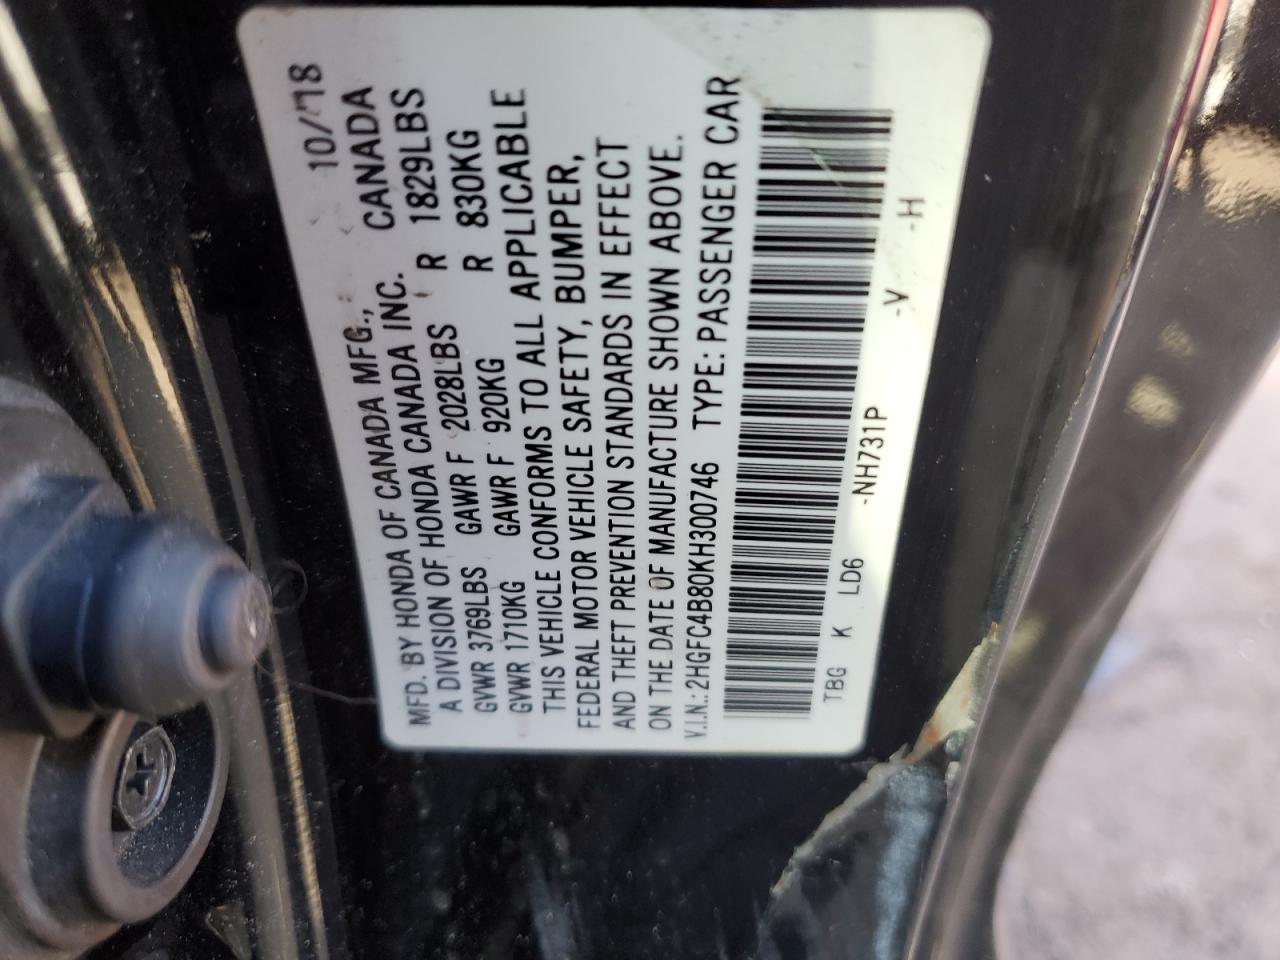 MFD. BY HONDA OF CANADA MFG., CANADA 10/18
A DIVISION OF HONDA CANADA INC.
GVWR 3769LBS GAWR F 2028LBS R 1829LBS
GVWR 1710KG GAWR F 920KG R 830KG
THIS VEHICLE CONFORMS TO ALL APPLICABLE
FEDERAL MOTOR VEHICLE SAFETY, BUMPER,
AND THEFT PREVENTION STANDARDS IN EFFECT
ON THE DATE OF MANUFACTURE SHOWN ABOVE.
V.I.N.: 2HGFC4B80KH300746 TYPE: PASSENGER CAR
TBG K LD6 -NH731P -V -H